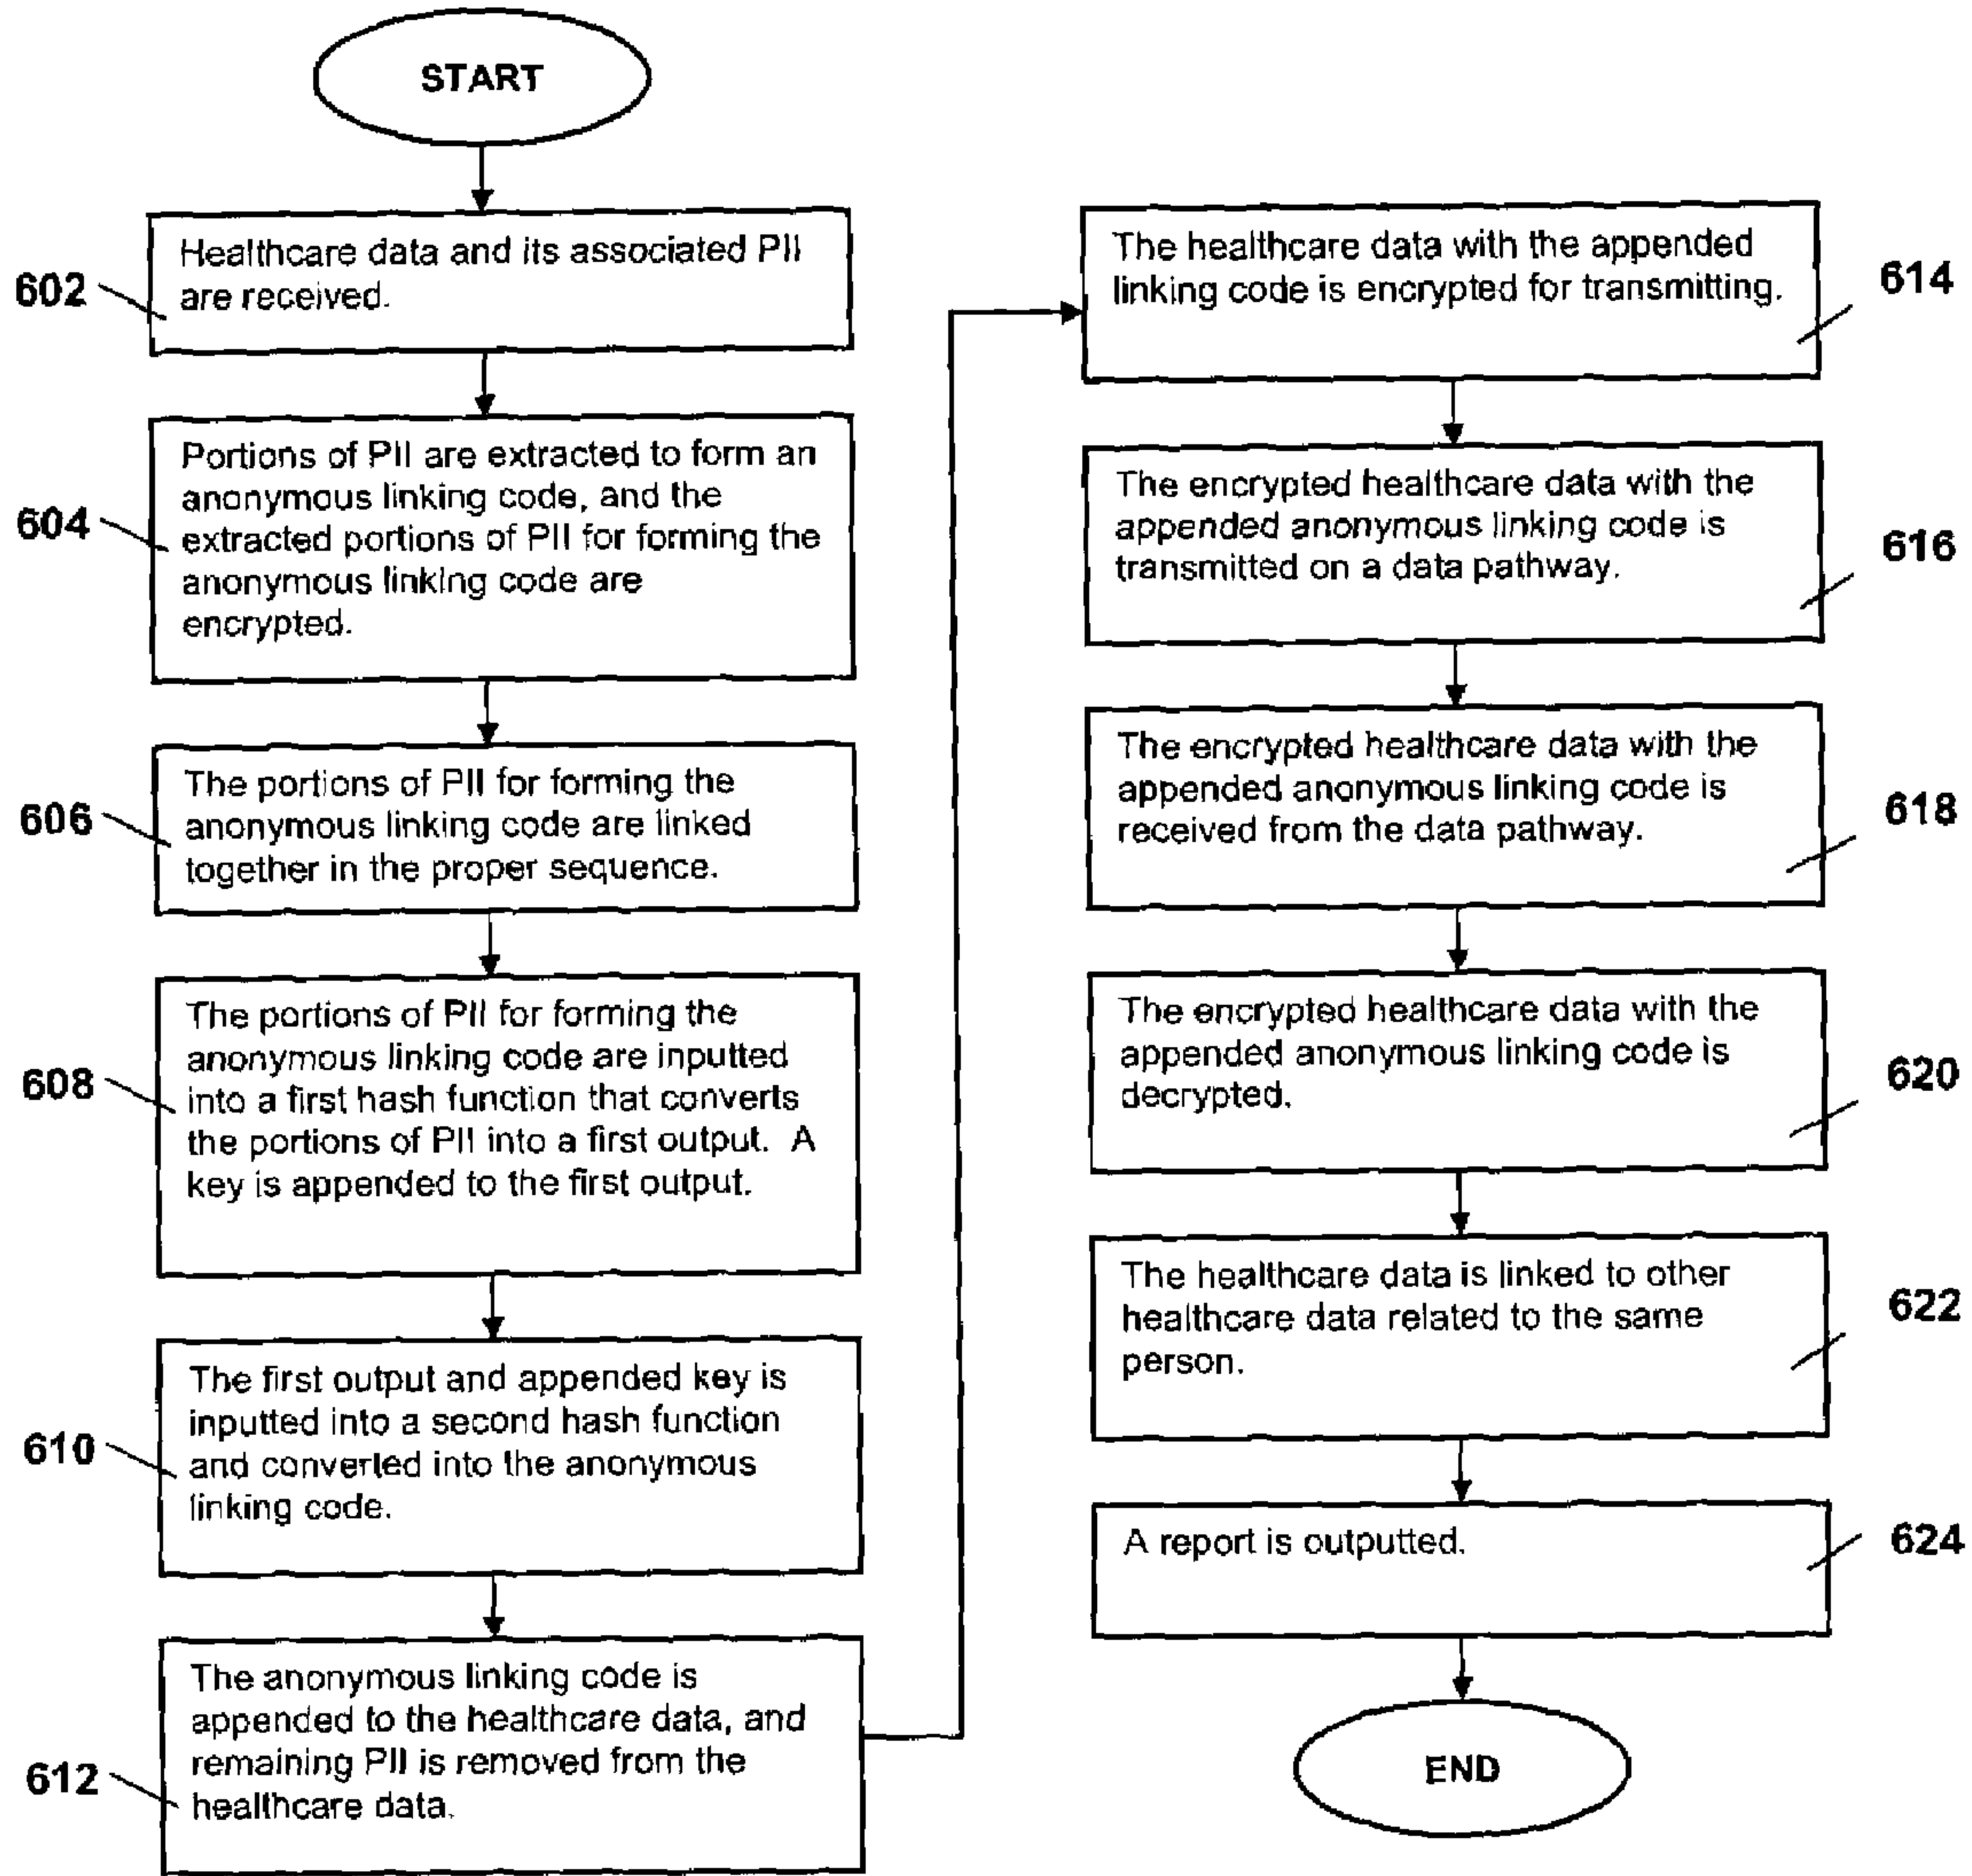 START
602
Healthcare data and its associated PII
are received.
604
Portions of PII are extracted to form an
anonymous linking code, and the
extracted portions of PII for forming the
anonymous linking code are
encrypted.
606
The portions of PII for forming the
anonymous linking code are linked
together in the proper sequence.
608
The portions of PII for forming the
anonymous linking code are inputted
into a first hash function that converts
the portions of PII into a first output. A
key is appended to the first output.
610
The first output and appended key is
inputted into a second hash function
and converted into the anonymous
linking code.
612
The anonymous linking code is
appended to the healthcare data, and
remaining PII is removed from the
healthcare data.
The healthcare data with the appended
linking code is encrypted for transmitting.
614
The encrypted healthcare data with the
appended anonymous linking code is
transmitted on a data pathway.
616
The encrypted healthcare data with the
appended anonymous linking code is
received from the data pathway.
618
The encrypted healthcare data with the
appended anonymous linking code is
decrypted.
620
The healthcare data is linked to other
healthcare data related to the same
person.
622
A report is outputted.
624
END